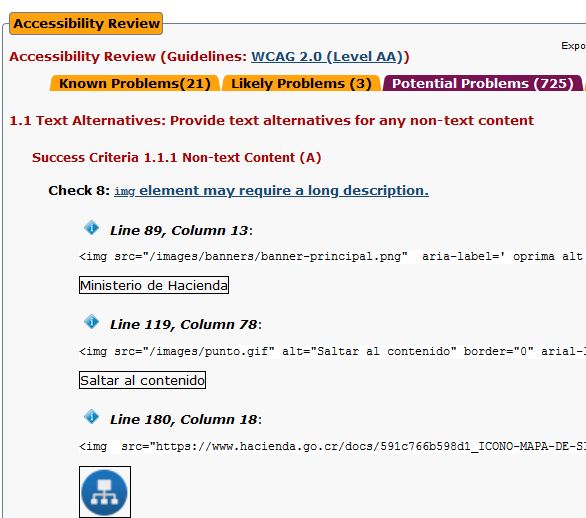 Accessibility Review
Expo
Accessibility Review (Guidelines: WCAG 2.0 (Level AA))
Known Problems(21) Likely Problems (3) Potential Problems (725)
1.1 Text Alternatives: Provide text alternatives for any non-text content
Success Criteria 1.1.1 Non-text Content (A)
Check 8: img element may require a long description.
Line 89, Column 13:
<img src="/images/banners/banner-principal.png"  aria-label=' oprima alt
Ministerio de Hacienda
Line 119, Column 78:
<img src="/images/punto.gif" alt="Saltar al contenido" border="0" arial-
Saltar al contenido
Line 180, Column 18:
<img  src="https://www.hacienda.go.cr/docs/591c766b598d1_ICONO-MAPA-DE-SI